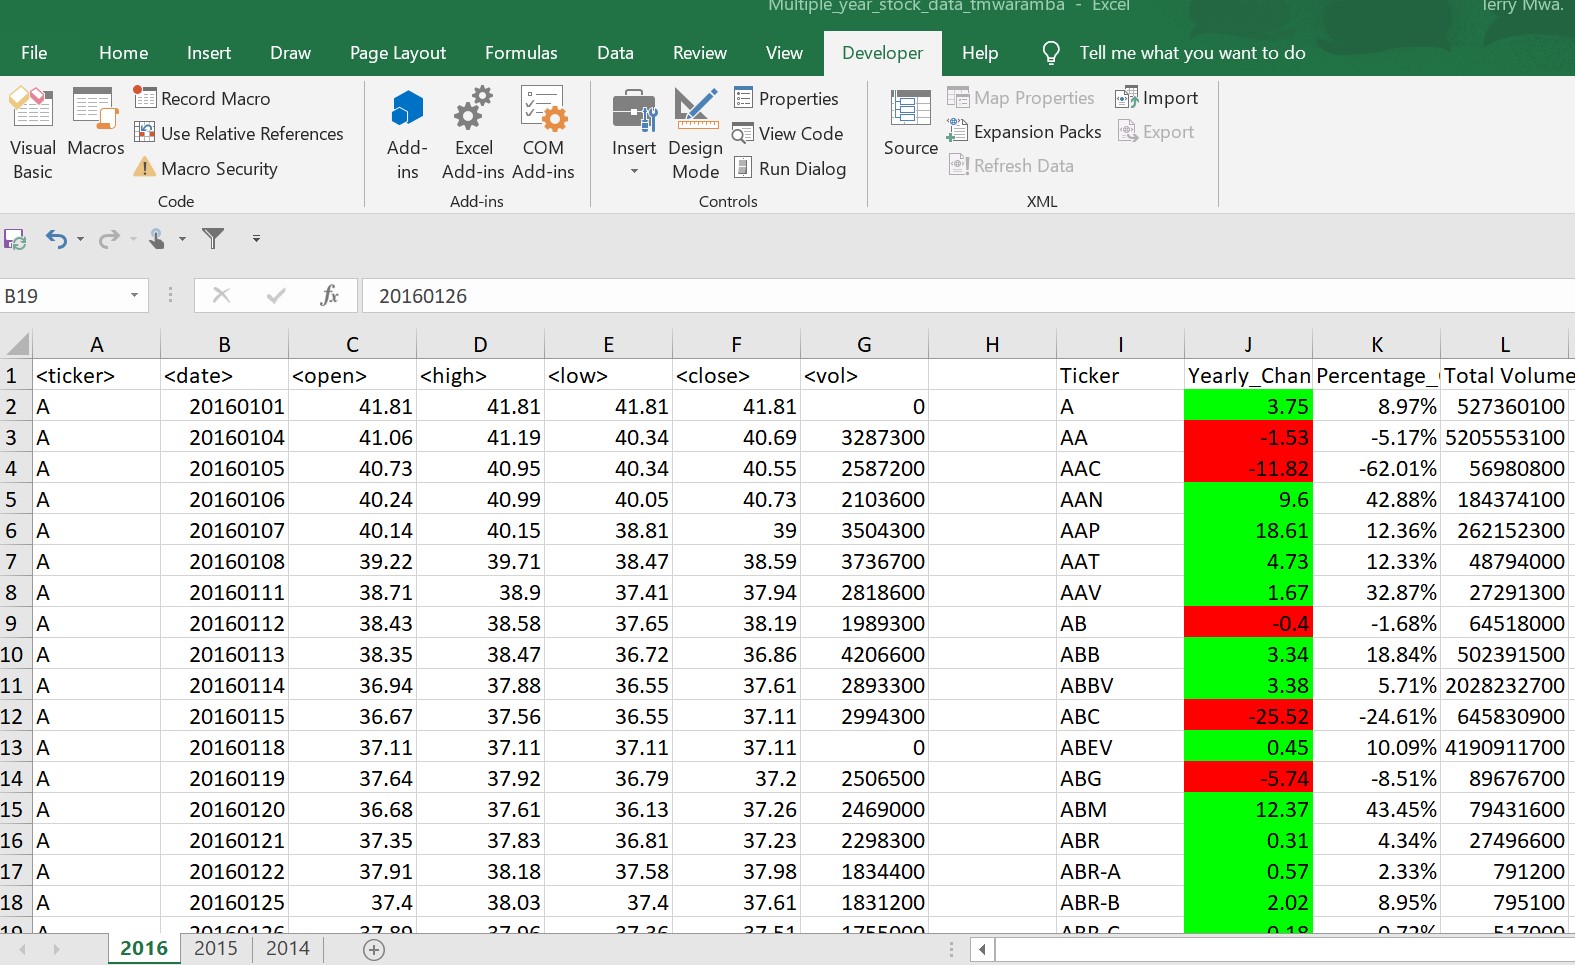 Multiple_year_stock_data_tmwaramba - Excel Terry Mwa.
File Home Insert Draw Page Layout Formulas Data Review View Developer Help Tell me what you want to do
Visual Basic Macros Record Macro Use Relative References Macro Security
Code
Add-ins Excel Add-ins COM Add-ins
Add-ins
Insert Design Mode Properties View Code Run Dialog
Controls
Source Map Properties Expansion Packs Refresh Data Import Export
XML
B19 fx 20160126
A B C D E F G H I J K L
1 <ticker> <date> <open> <high> <low> <close> <vol> Ticker Yearly_Chan Percentage_ Total Volume
2 A 20160101 41.81 41.81 41.81 41.81 0 A 3.75 8.97% 527360100
3 A 20160104 41.06 41.19 40.34 40.69 3287300 AA -1.53 -5.17% 5205553100
4 A 20160105 40.73 40.95 40.34 40.55 2587200 AAC -11.82 -62.01% 56980800
5 A 20160106 40.24 40.99 40.05 40.73 2103600 AAN 9.6 42.88% 184374100
6 A 20160107 40.14 40.15 38.81 39 3504300 AAP 18.61 12.36% 262152300
7 A 20160108 39.22 39.71 38.47 38.59 3736700 AAT 4.73 12.33% 48794000
8 A 20160111 38.71 38.9 37.41 37.94 2818600 AAV 1.67 32.87% 27291300
9 A 20160112 38.43 38.58 37.65 38.19 1989300 AB -0.4 -1.68% 64518000
10 A 20160113 38.35 38.47 36.72 36.86 4206600 ABB 3.34 18.84% 502391500
11 A 20160114 36.94 37.88 36.55 37.61 2893300 ABBV 3.38 5.71% 2028232700
12 A 20160115 36.67 37.56 36.55 37.11 2994300 ABC -25.52 -24.61% 645830900
13 A 20160118 37.11 37.11 37.11 37.11 0 ABEV 0.45 10.09% 4190911700
14 A 20160119 37.64 37.92 36.79 37.2 2506500 ABG -5.74 -8.51% 89676700
15 A 20160120 36.68 37.61 36.13 37.26 2469000 ABM 12.37 43.45% 79431600
16 A 20160121 37.35 37.83 36.81 37.23 2298300 ABR 0.31 4.34% 27496600
17 A 20160122 37.91 38.18 37.58 37.98 1834400 ABR-A 0.57 2.33% 791200
18 A 20160125 37.4 38.03 37.4 37.61 1831200 ABR-B 2.02 8.95% 795100
2016 2015 2014